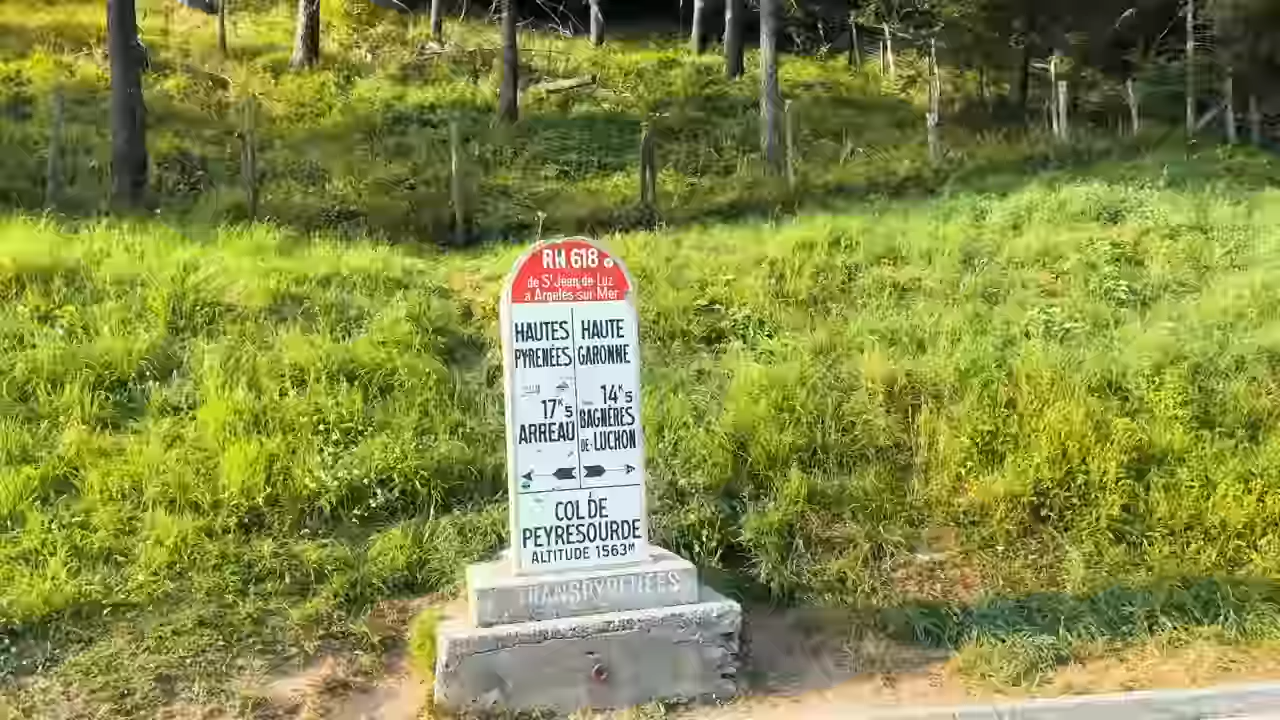 RN 618
de St Jean de Luz
a Argelès-sur-Mer
HAUTES
PYRENÉES
17K5
ARREAU
HAUTE
GARONNE
14K5
BAGNÈRES
DE-LUCHON
COL DE
PEYRESOURDE
ALTITUDE 1563M
TRANSPYRENEES